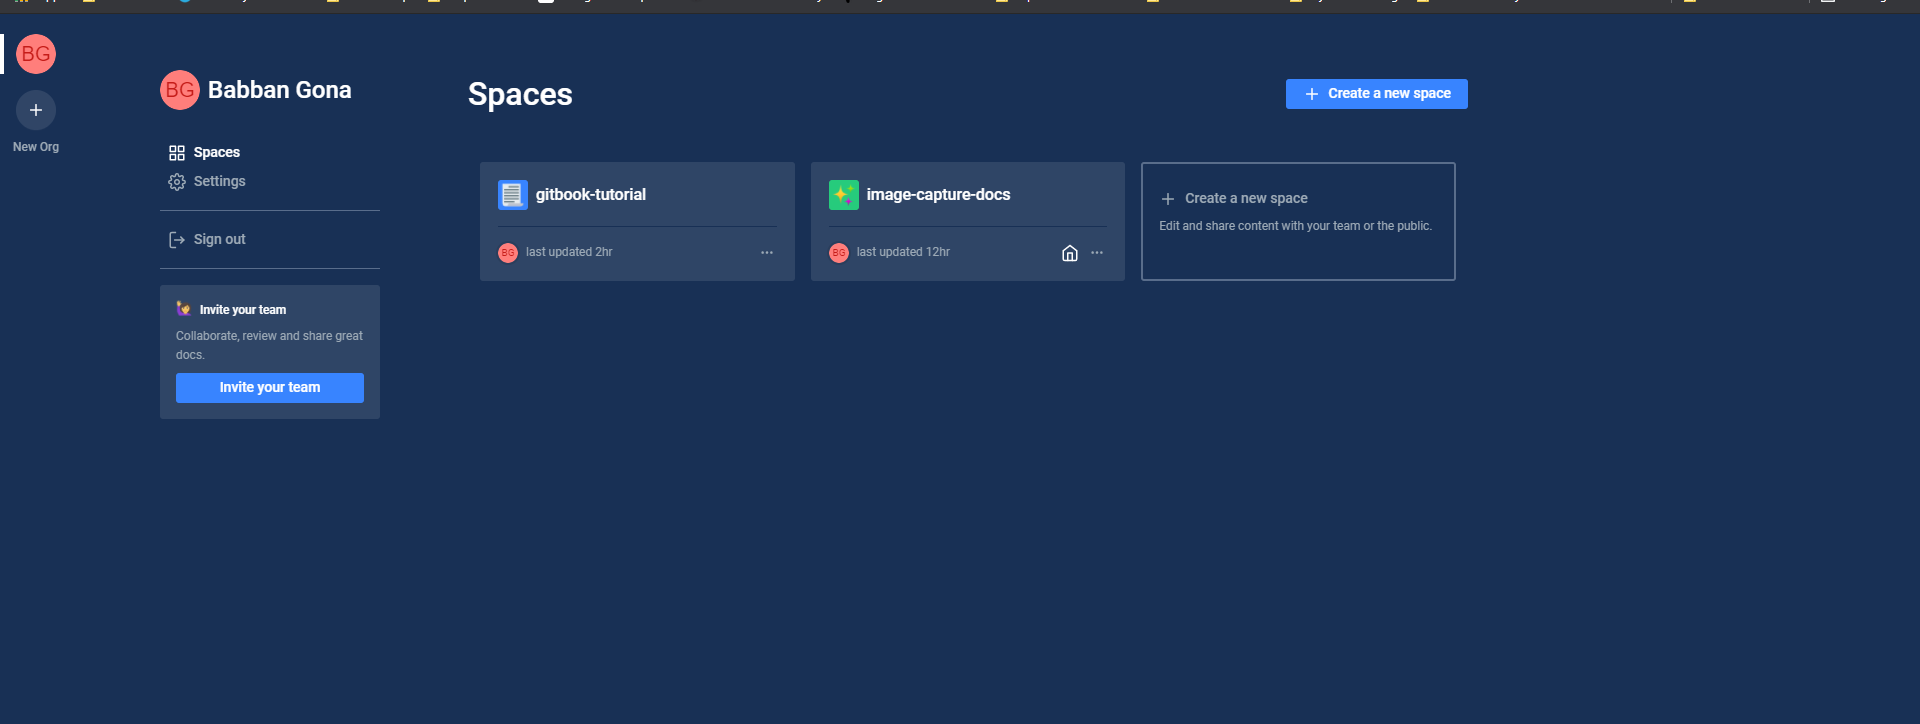 BG
New Org
BG Babban Gona
Spaces
Settings
Sign out
Invite your team
Collaborate, review and share great
docs.
Invite your team
Spaces
Create a new space
gitbook-tutorial
BG last updated 2hr
image-capture-docs
BG last updated 12hr
Create a new space
Edit and share content with your team or the public.